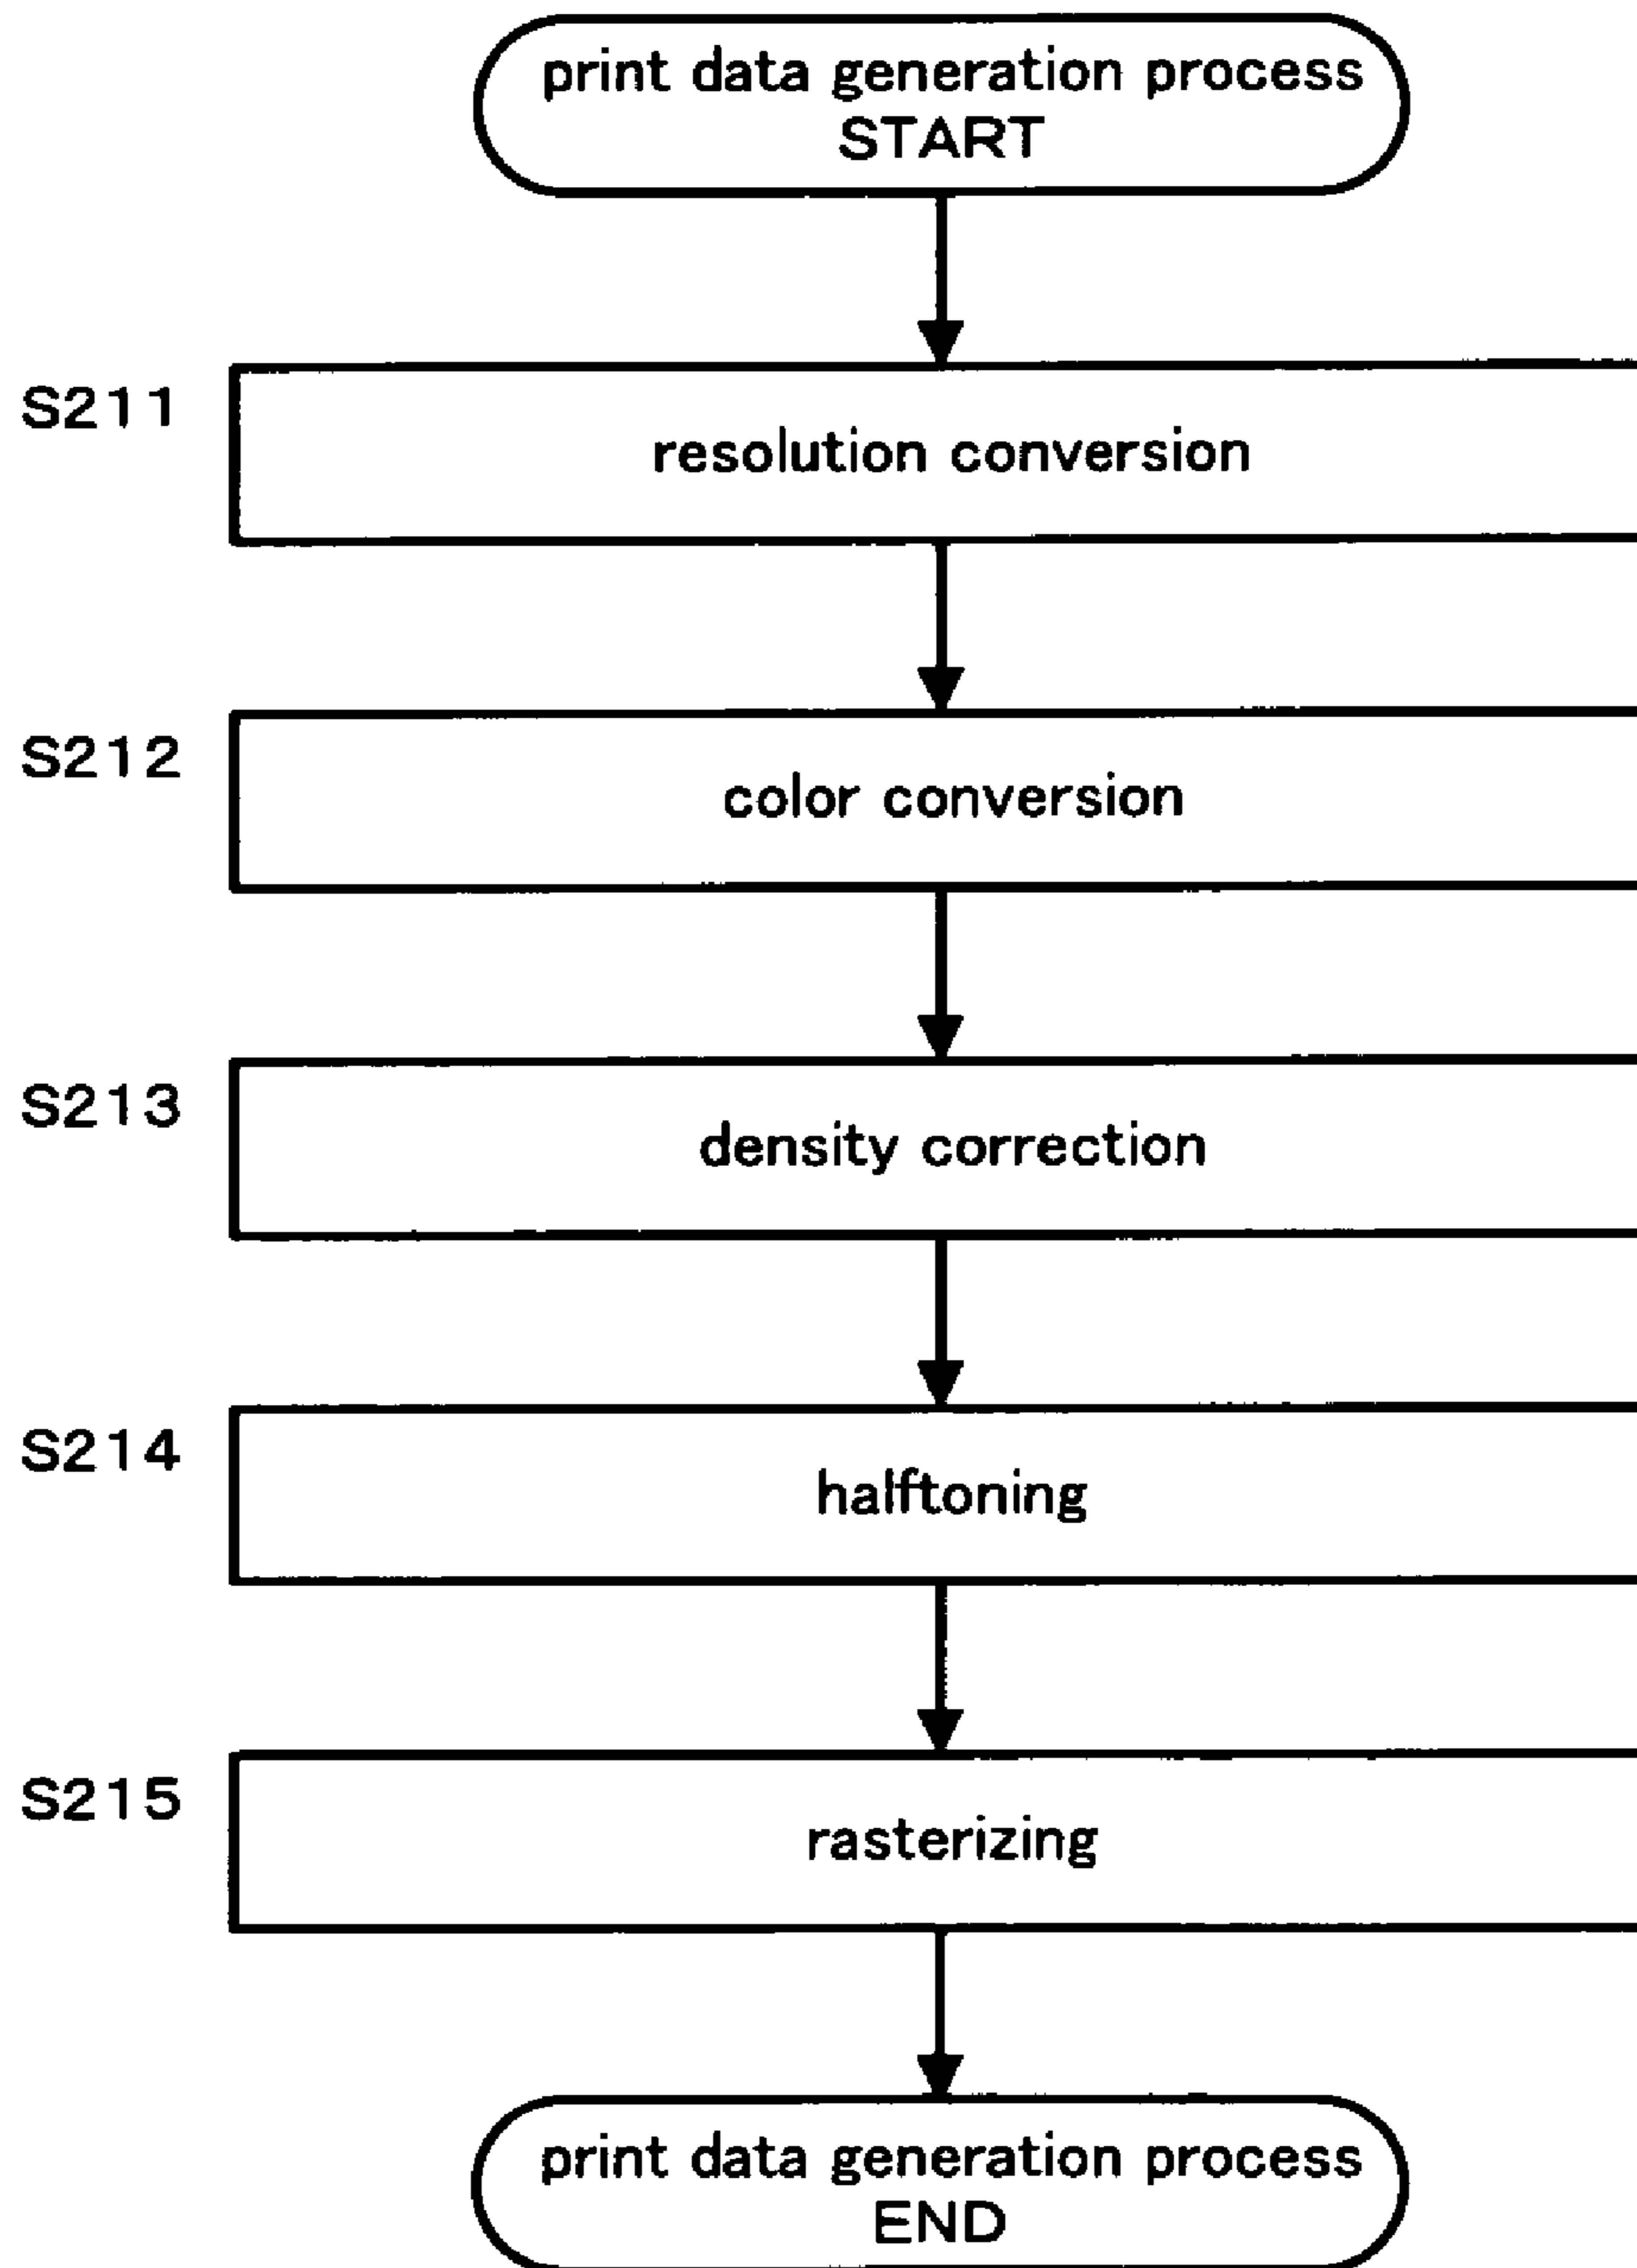 print data generation process
START
S211
resolution conversion
S212
color conversion
S213
density correction
S214
halftoning
S215
rasterizing
print data generation process
END